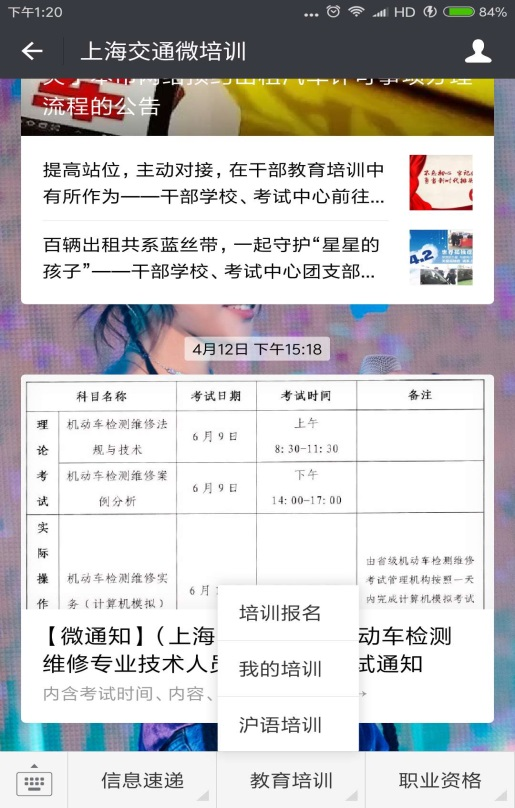 下午1:20
... HD 84%
上海交通微培训
流程的公告
提高站位，主动对接，在干部教育培训中
有所作为——干部学校、考试中心前往...
百辆出租共系蓝丝带，一起守护“星星的
孩子”——干部学校、考试中心团支部...
4月12日 下午15:18
科目名称 考试日期 考试时间 备注
理论考试
机动车检测维修法
规与技术
6月9日
上午
8:30-11:30
机动车检测维修案
例分析
6月9日
下午
14:00-17:00
实际操作
机动车检测维修实
务（计算机模拟）
6月1
由省级机动车检测维修
考试管理机构按照一天
内完成计算机模拟考试
【微通知】（上海 动车检测
维修专业技术人员 试通知
内含考试时间、内容、
培训报名
我的培训
沪语培训
信息速递 教育培训 职业资格